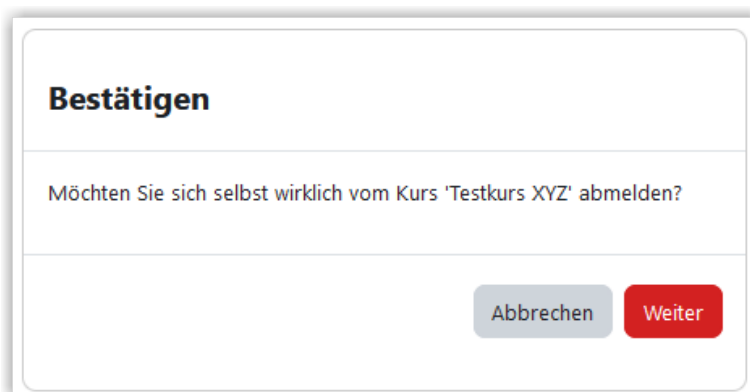 Bestätigen
Möchten Sie sich selbst wirklich vom Kurs 'Testkurs XYZ' abmelden?
Abbrechen Weiter